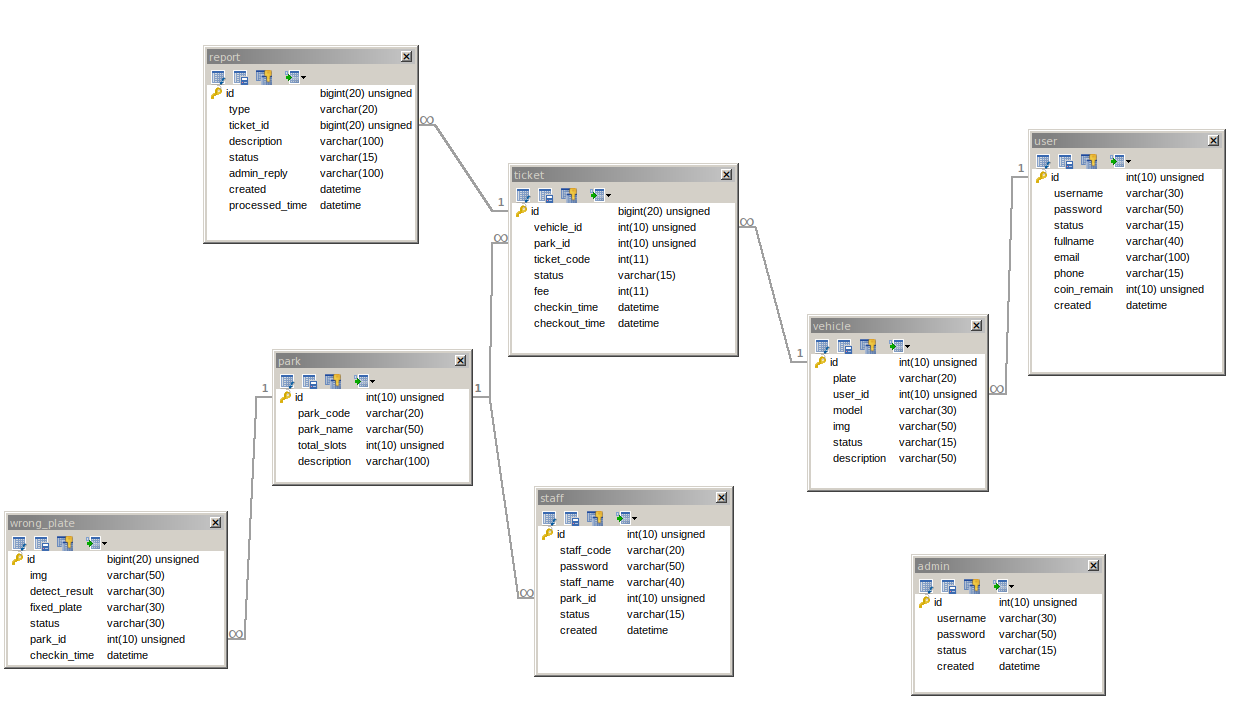 report
id bigint(20) unsigned
type varchar(20)
ticket_id bigint(20) unsigned
description varchar(100)
status varchar(15)
admin_reply varchar(100)
created datetime
processed_time datetime
∞
1
ticket
id bigint(20) unsigned
vehicle_id int(10) unsigned
park_id int(10) unsigned
ticket_code int(11)
status varchar(15)
fee int(11)
checkin_time datetime
checkout_time datetime
∞
∞
1
user
id int(10) unsigned
username varchar(30)
password varchar(50)
status varchar(15)
fullname varchar(40)
email varchar(100)
phone varchar(15)
coin_remain int(10) unsigned
created datetime
1
vehicle
id int(10) unsigned
plate varchar(20)
user_id int(10) unsigned
model varchar(30)
img varchar(50)
status varchar(15)
description varchar(50)
∞
1
park
id int(10) unsigned
park_code varchar(20)
park_name varchar(50)
total_slots int(10) unsigned
description varchar(100)
1
staff
id int(10) unsigned
staff_code varchar(20)
password varchar(50)
staff_name varchar(40)
park_id int(10) unsigned
status varchar(15)
created datetime
∞
wrong_plate
id bigint(20) unsigned
img varchar(50)
detect_result varchar(30)
fixed_plate varchar(30)
status varchar(30)
park_id int(10) unsigned
checkin_time datetime
∞
admin
id int(10) unsigned
username varchar(30)
password varchar(50)
status varchar(15)
created datetime